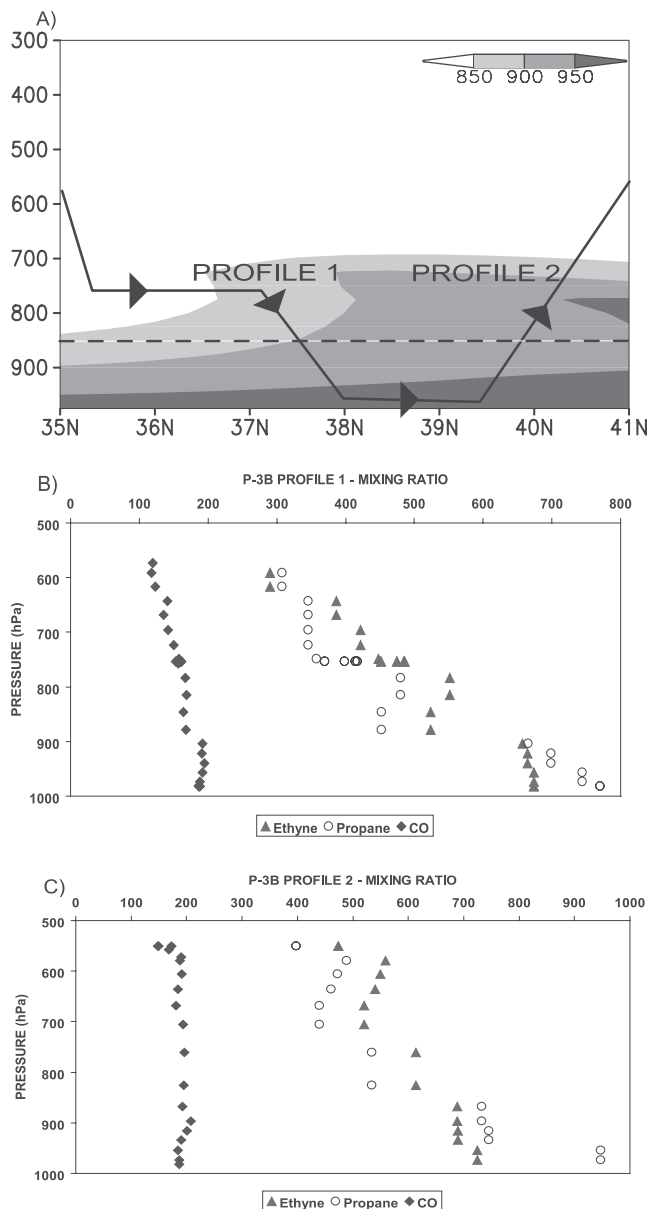 A)
300
850 900 950
400
500
600
700
PROFILE 1 PROFILE 2
800
900
35N 36N 37N 38N 39N 40N 41N
B)
P-3B PROFILE 1 - MIXING RATIO
0 100 200 300 400 500 600 700 800
500
600
700
800
900
1000
PRESSURE (hPa)
Ethyne Propane CO
C)
P-3B PROFILE 2 - MIXING RATIO
0 100 200 300 400 500 600 700 800 900 1000
500
600
700
800
900
1000
PRESSURE (hPa)
Ethyne Propane CO